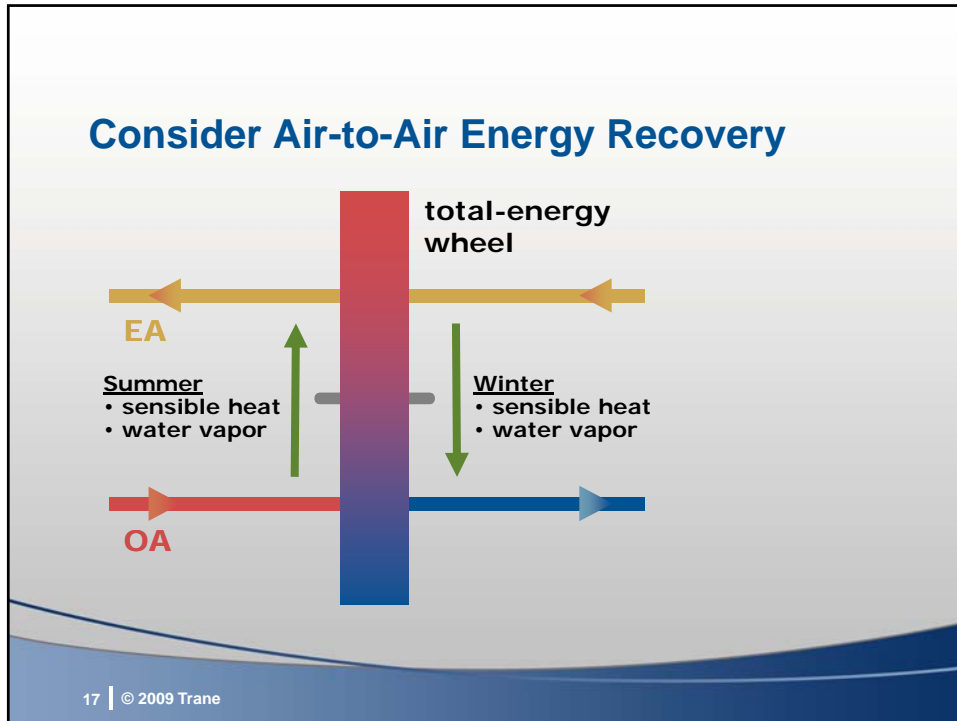 Consider Air-to-Air Energy Recovery
total-energy
wheel
EA
Summer
• sensible heat
• water vapor
Winter
• sensible heat
• water vapor
OA
17 | © 2009 Trane